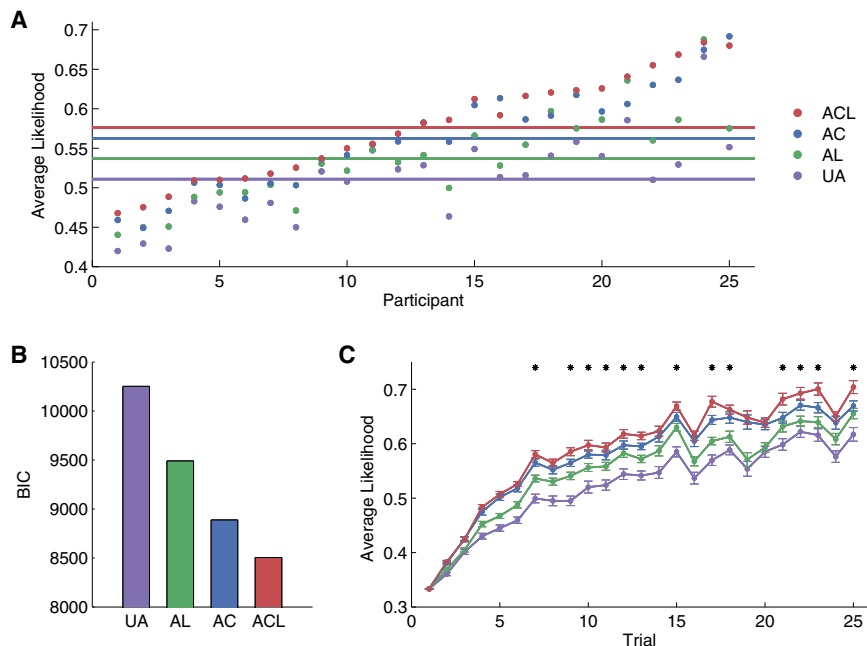 A
0.7
0.65
0.6
0.55
0.5
0.45
0.4
Average Likelihood
0 5 10 15 20 25
Participant
ACL
AC
AL
UA
B
10500
10000
9500
9000
8500
8000
BIC
UA AL AC ACL
C
0.7
0.6
0.5
0.4
0.3
Average Likelihood
* * * * * * * * * * * * *
5 10 15 20 25
Trial